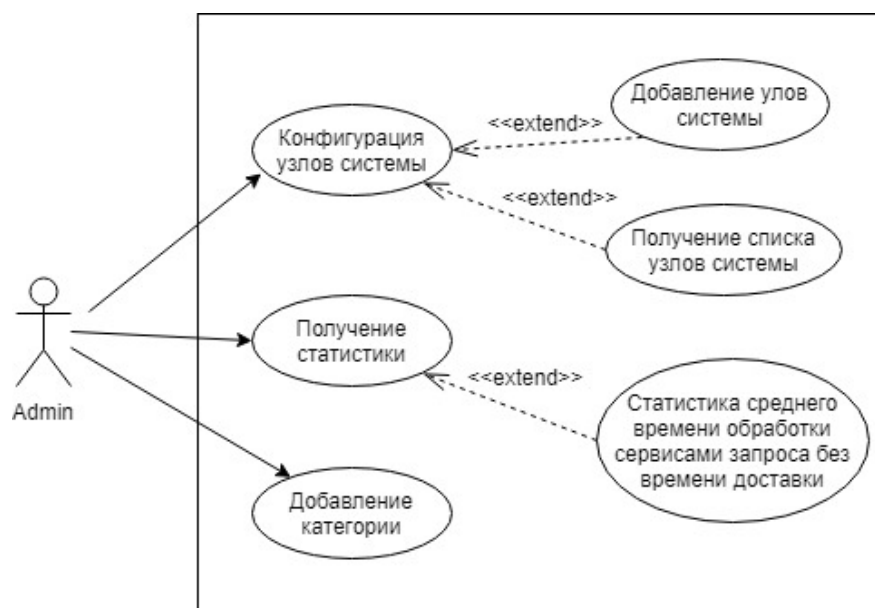 Добавление улов
системы
<<extend>>
Конфигурация
узлов системы
<<extend>>
Получение списка
узлов системы
Admin
Получение
статистики
<<extend>>
Статистика среднего
времени обработки
сервисами запроса без
времени доставки
Добавление
категории